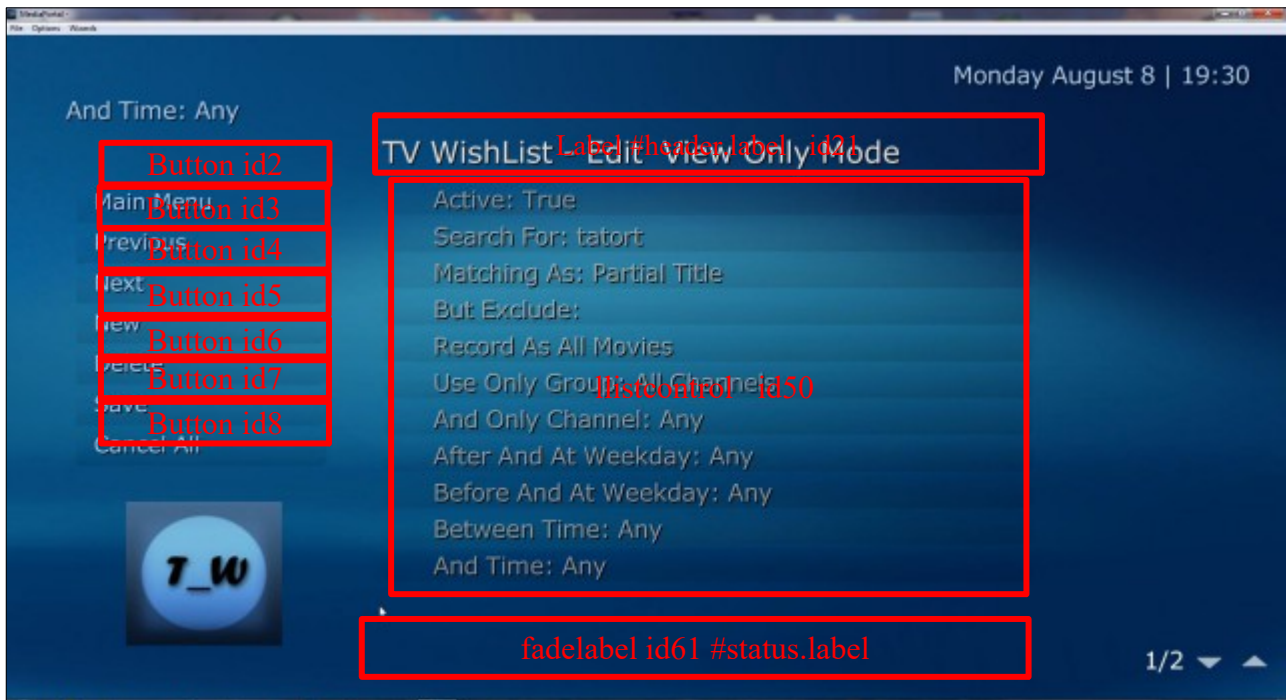 MediaPortal -
File Options Wizards
Monday August 8 | 19:30
And Time: Any
Label #header.label id21
TV WishList - Edit View Only Mode
Button id2
Main Menu
Button id3
Previous
Button id4
Next
Button id5
New
Button id6
Delete
Button id7
Save
Button id8
Cancel All
Active: True
Search For: tatort
Matching As: Partial Title
But Exclude:
Record As All Movies
Use Only Group: All Channels
listcontrol id50
And Only Channel: Any
After And At Weekday: Any
Before And At Weekday: Any
Between Time: Any
And Time: Any
T_W
fadelabel id61 #status.label
1/2